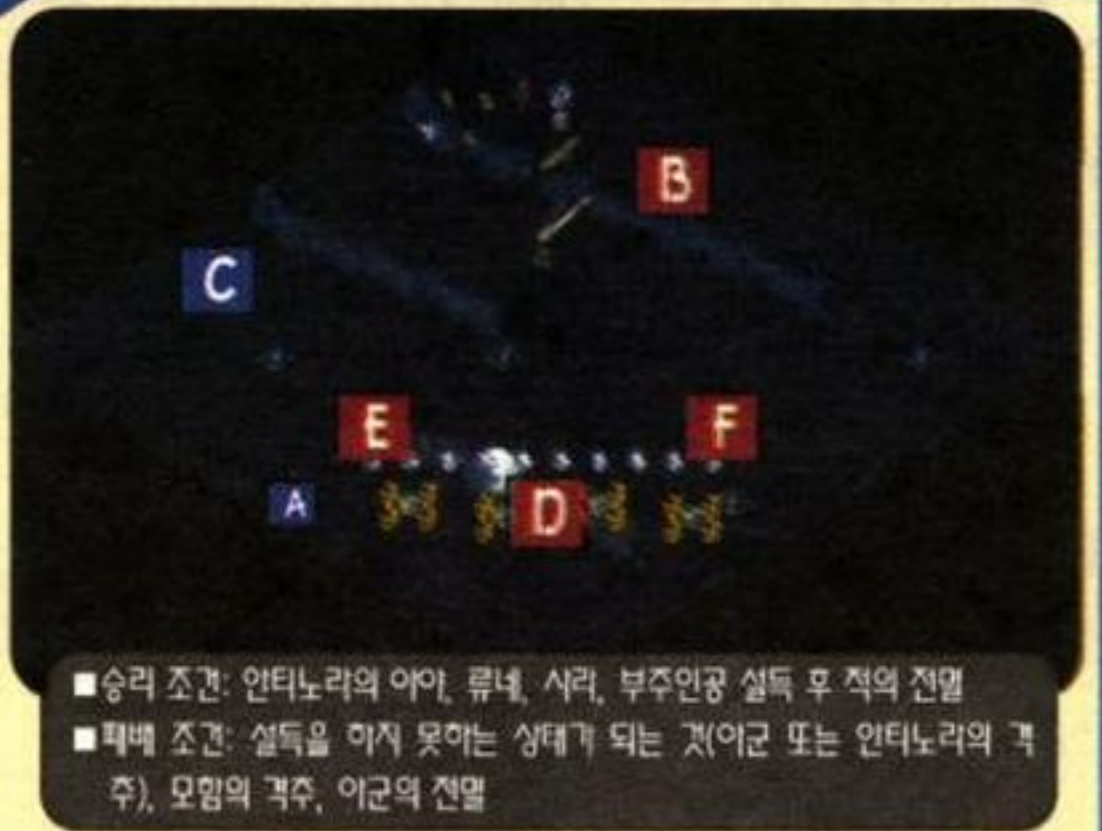 B
C
E
F
A
D
■승리 조건: 안티노라의 아야, 류네, 사라, 부주인공 설득 후 적의 전멸
■패배 조건: 설득을 하지 못하는 상태가 되는 것(아군 또는 안티노라의 격
추), 모함의 격추, 아군의 전멸